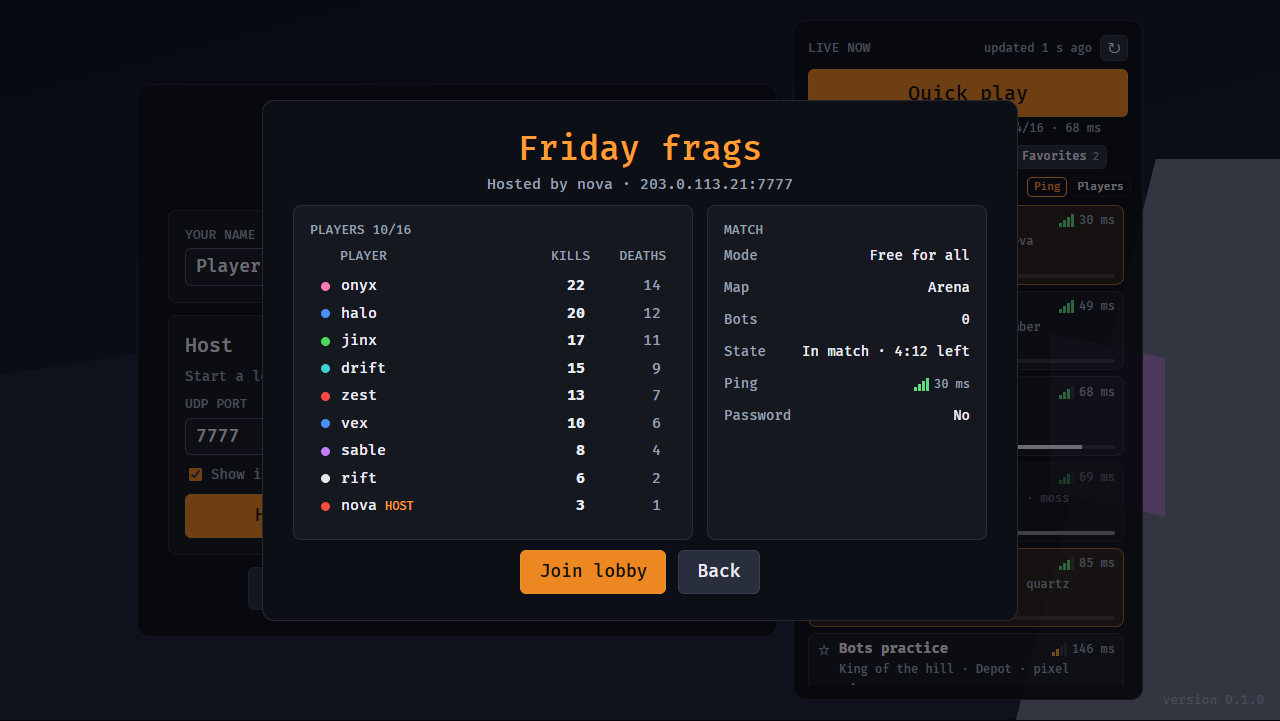 LIVE NOW updated 1 s ago ↻
Quick play
4/16 · 68 ms
Favorites 2
Ping Players
YOUR NAME
Player
Host
UDP PORT
7777
Friday frags
Hosted by nova · 203.0.113.21:7777
PLAYERS 10/16
PLAYER KILLS DEATHS
onyx 22 14
halo 20 12
jinx 17 11
drift 15 9
zest 13 7
vex 10 6
sable 8 4
rift 6 2
nova HOST 3 1
MATCH
Mode Free for all
Map Arena
Bots 0
State In match · 4:12 left
Ping 30 ms
Password No
Join lobby Back
30 ms
49 ms
68 ms
69 ms
· moss
85 ms
quartz
☆ Bots practice 146 ms
King of the hill · Depot · pixel
version 0.1.0